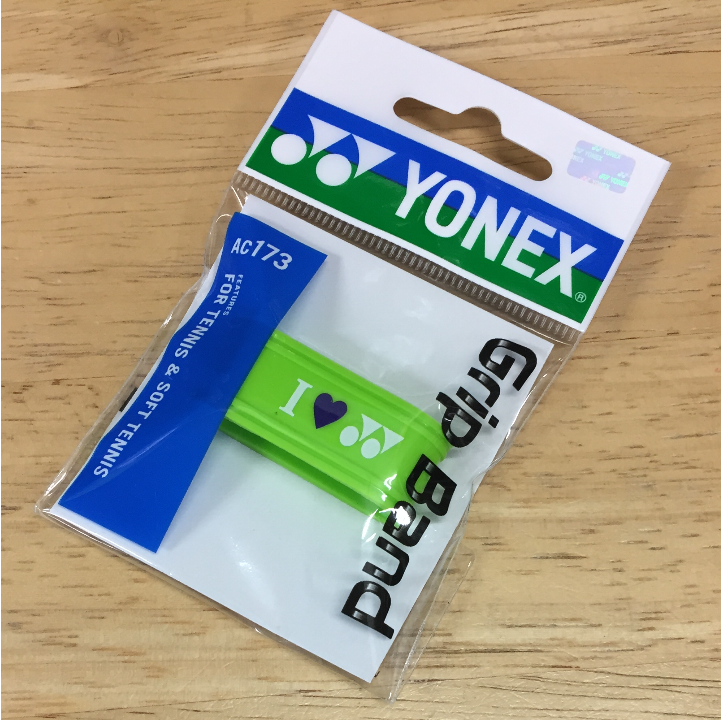 YONEX®
AC173
FEATURES
FOR TENNIS & SOFT TENNIS
I
Grip Band